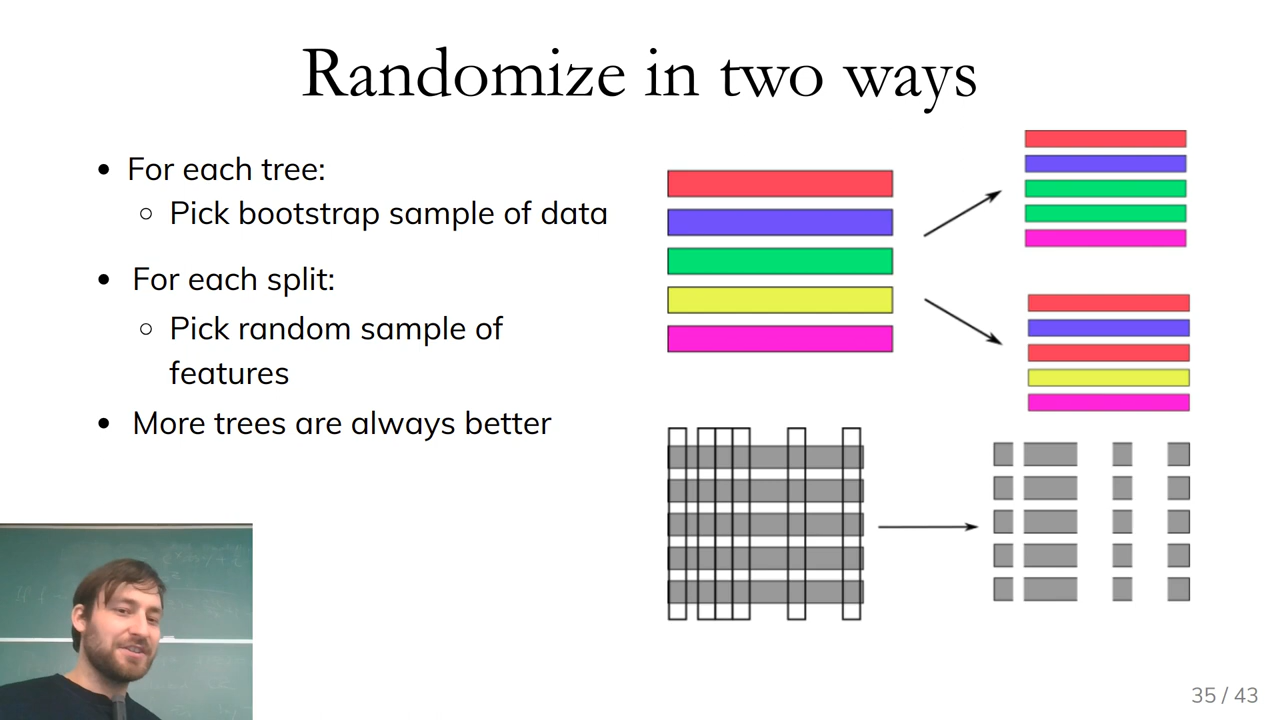 Randomize in two ways
• For each tree:
○ Pick bootstrap sample of data
• For each split:
○ Pick random sample of
features
• More trees are always better
35 / 43